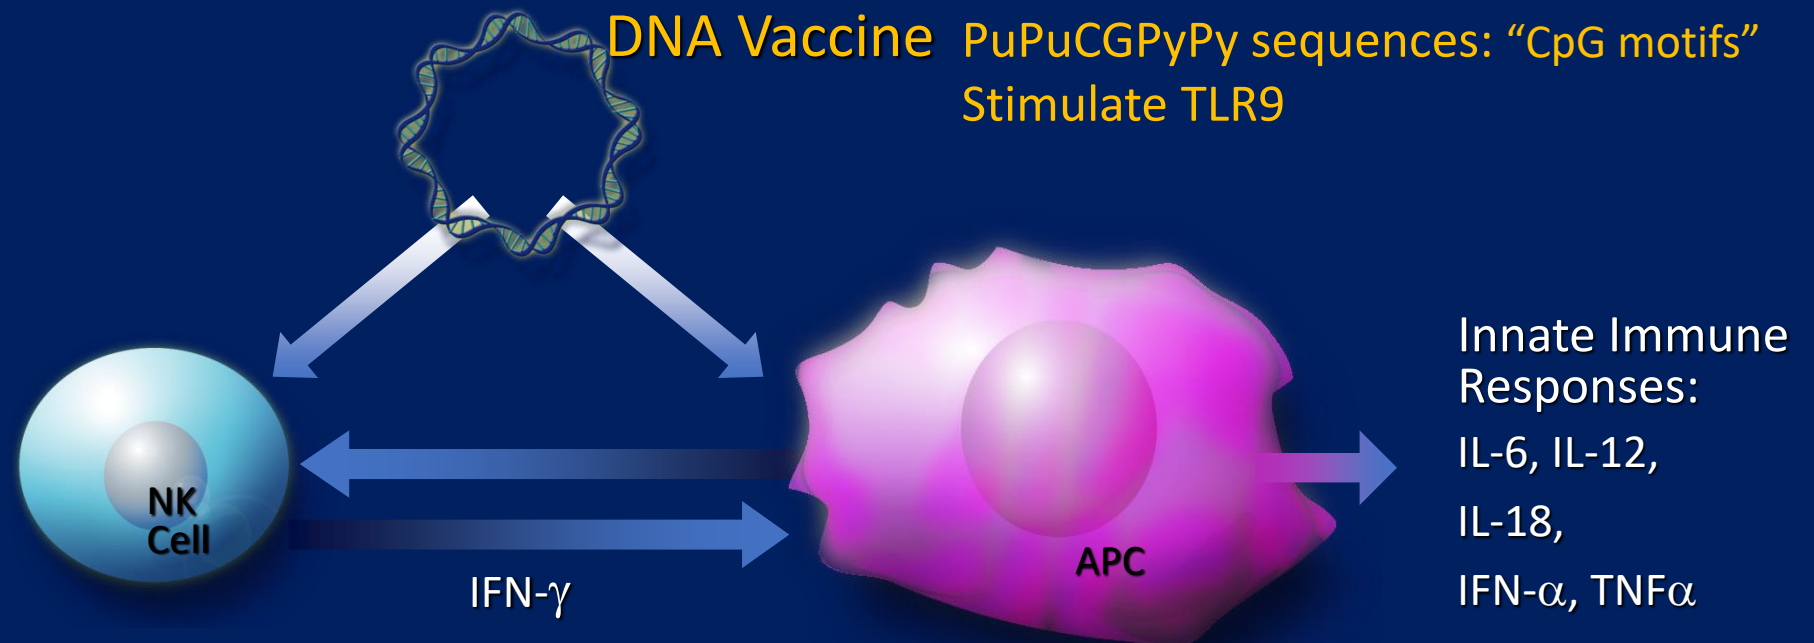 DNA Vaccine PuPuCGPyPy sequences: “CpG motifs”
Stimulate TLR9
NK
Cell
IFN-γ
APC
Innate Immune
Responses:
IL-6, IL-12,
IL-18,
IFN-α, TNFα